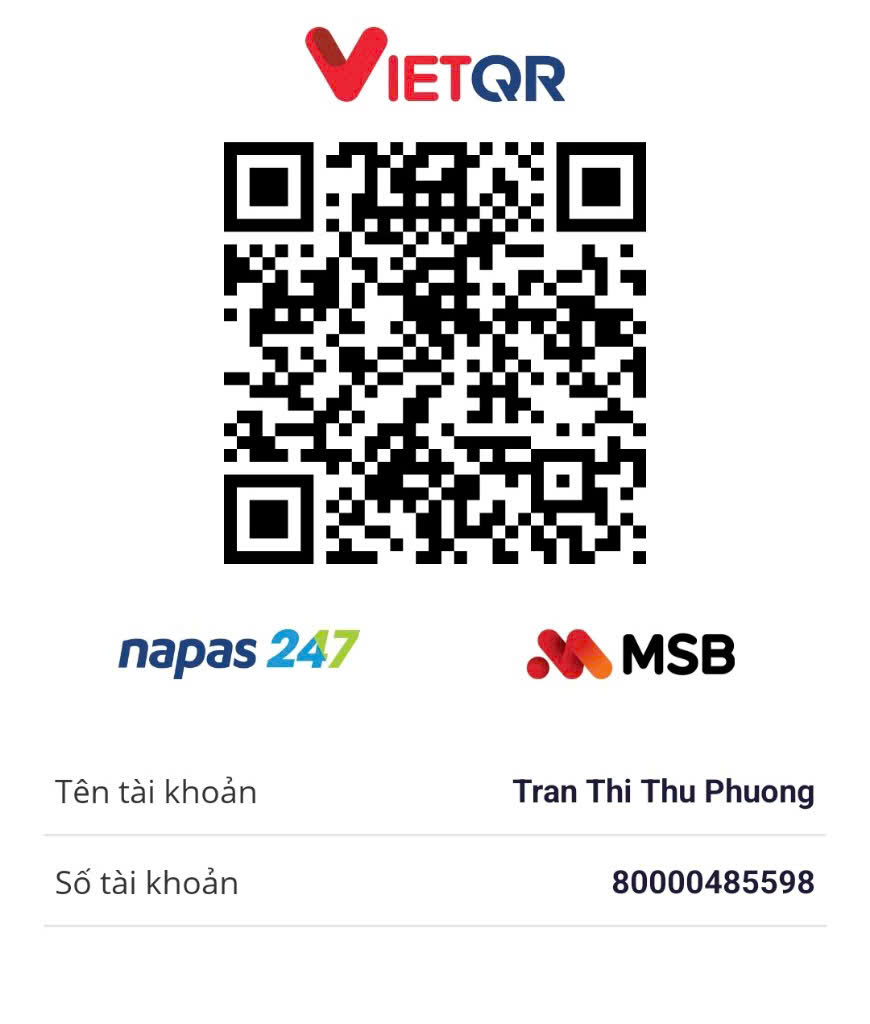 VIETQR
napas 247
MSB
Tên tài khoản Tran Thi Thu Phuong
Số tài khoản 80000485598